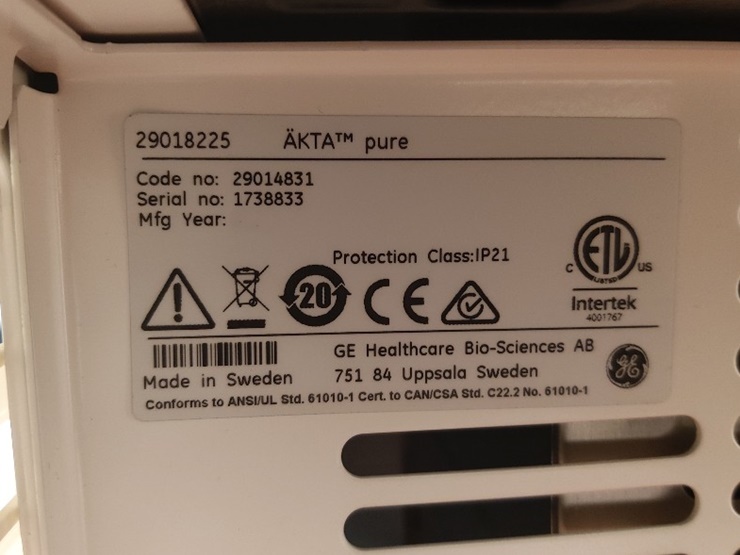 29018225 ÄKTA™ pure
Code no: 29014831
Serial no: 1738833
Mfg Year:
Protection Class:IP21
20
CE
C ETL US
LISTED
Intertek
4001767
GE Healthcare Bio-Sciences AB
Made in Sweden 751 84 Uppsala Sweden
GE
Conforms to ANSI/UL Std. 61010-1 Cert. to CAN/CSA Std. C22.2 No. 61010-1